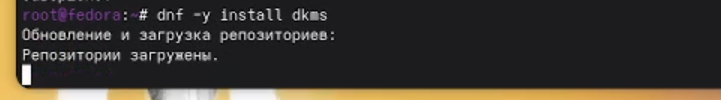 root@fedora:~# dnf -y install dkms
Обновление и загрузка репозиториев:
Репозитории загружены.